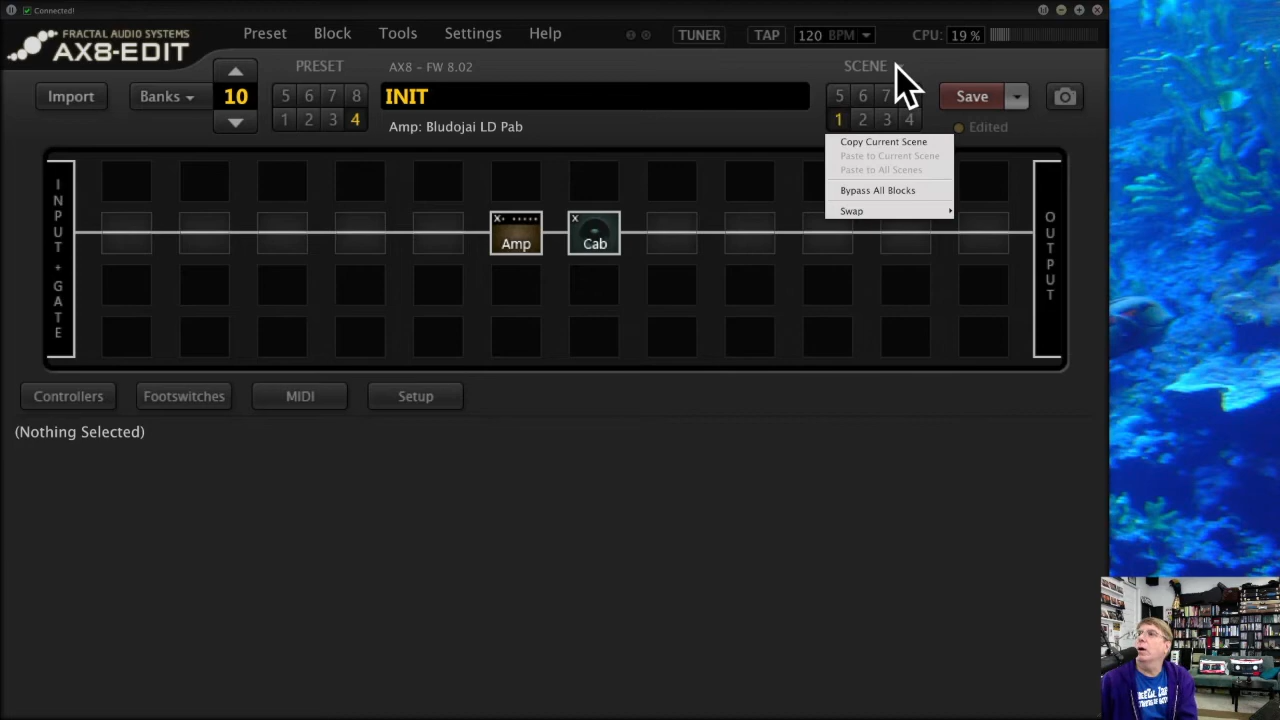 Connected!
FRACTAL AUDIO SYSTEMS
AX8-EDIT
Preset Block Tools Settings Help
TUNER
TAP
120 BPM
CPU: 19 %
PRESET
AX8 - FW 8.02
SCENE
Import
Banks
10
5 6 7 8
1 2 3 4
INIT
5 6 7
1 2 3 4
Save
Amp: Bludojai LD Pab
Edited
Copy Current Scene
Paste to Current Scene
Paste to All Scenes
Bypass All Blocks
Swap
INPUT + GATE
X
Amp
X
Cab
OUTPUT
Controllers
Footswitches
MIDI
Setup
(Nothing Selected)